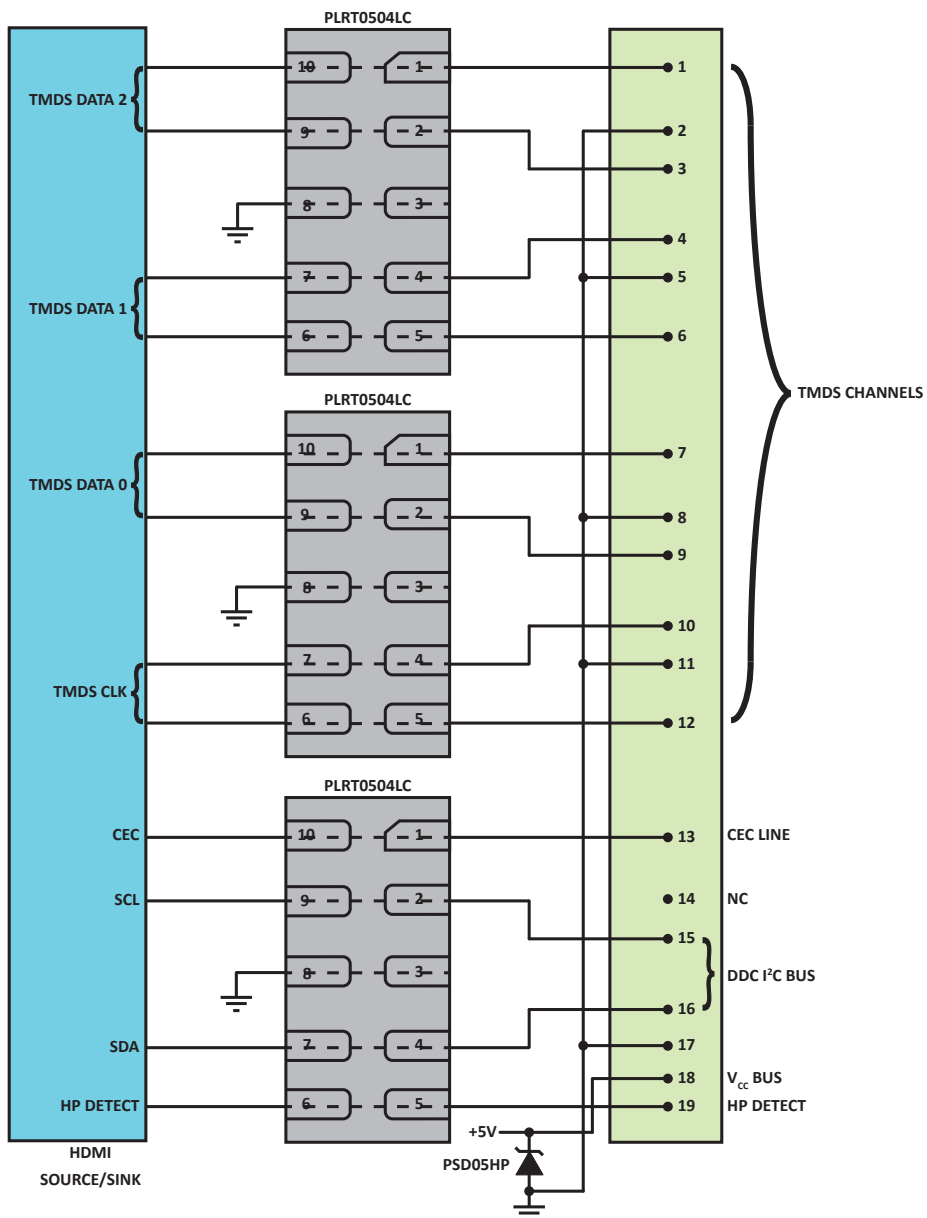 PLRT0504LC
10 1 1
TMDS DATA 2
9 2 2
3
8 3
4
7 4 5
TMDS DATA 1
6 5 6
TMDS CHANNELS
PLRT0504LC
10 1 7
TMDS DATA 0
9 2 8
9
8 3
10
7 4 11
TMDS CLK
6 5 12
PLRT0504LC
CEC 10 1 13 CEC LINE
SCL 9 2 14 NC
15
8 3 DDC I²C BUS
16
SDA 7 4 17
18 V_CC BUS
HP DETECT 6 5 19 HP DETECT
+5V
HDMI
SOURCE/SINK
PSD05HP